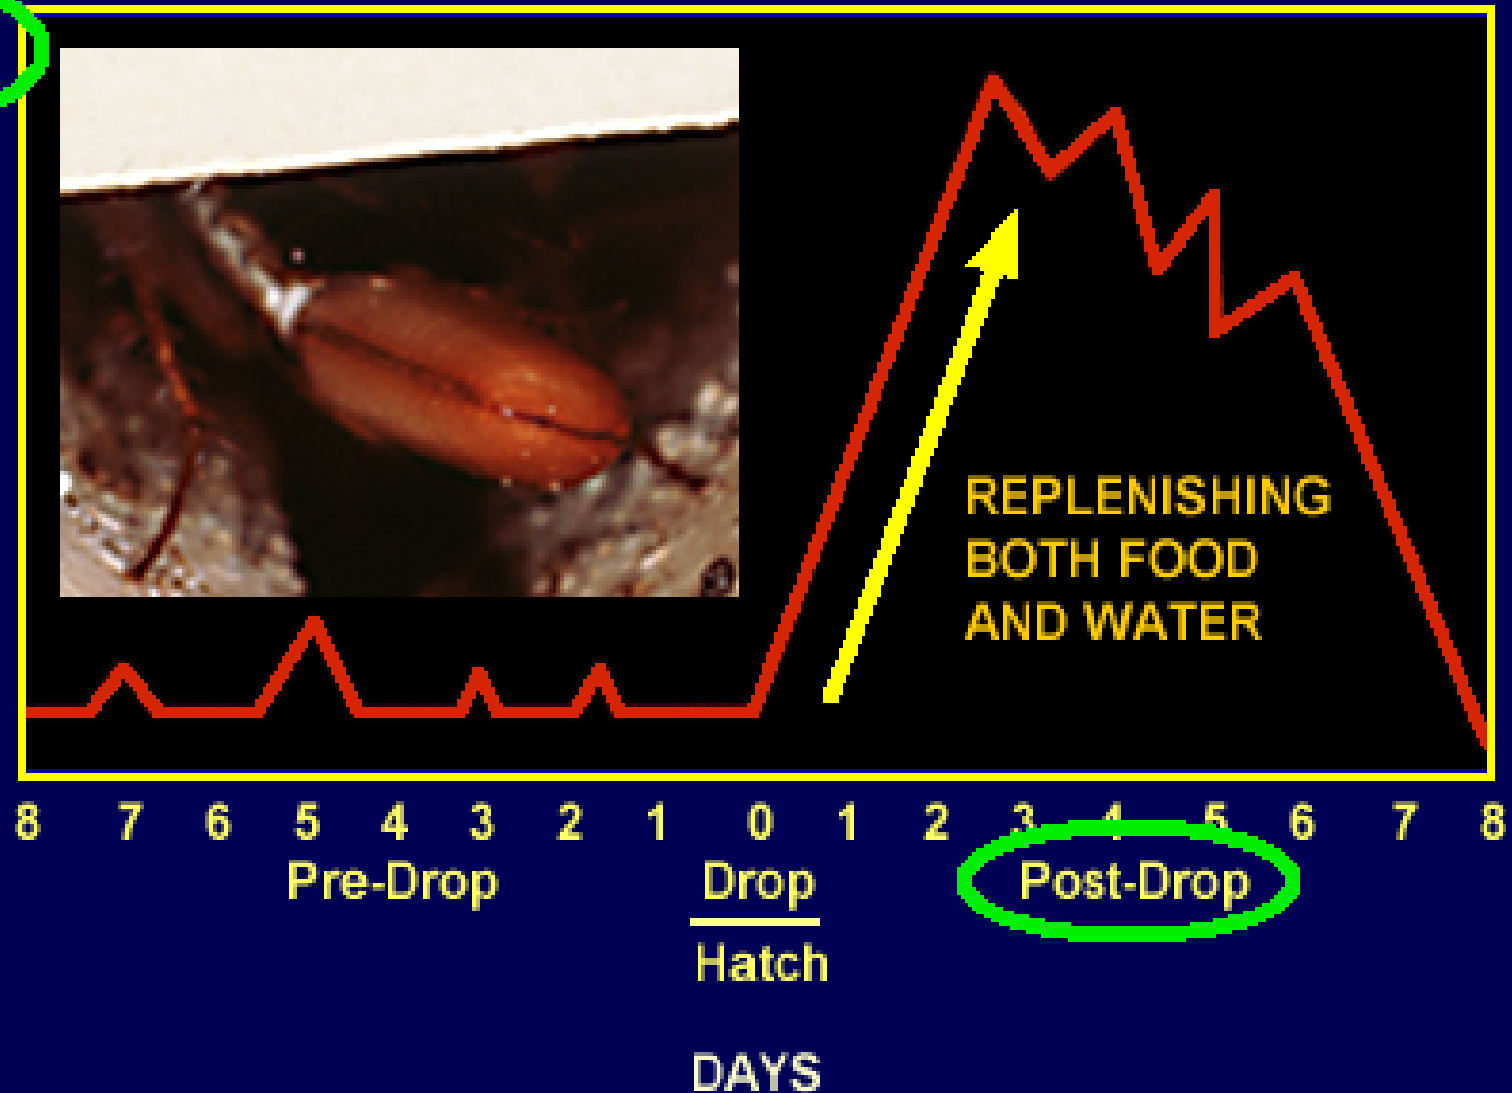 REPLENISHING
BOTH FOOD
AND WATER
8 7 6 5 4 3 2 1 0 1 2 3 4 5 6 7 8
Pre-Drop Drop Post-Drop
Hatch
DAYS